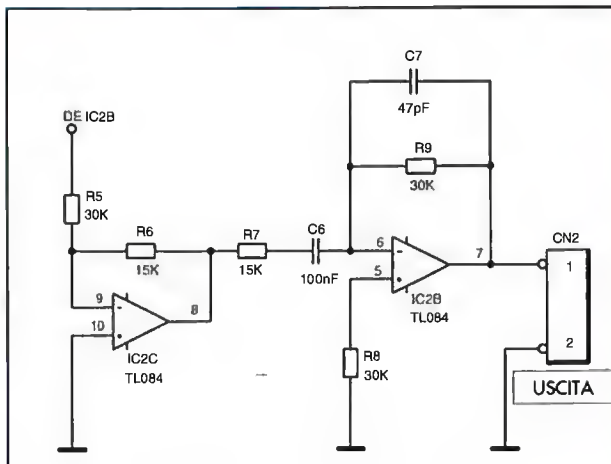 C7
47pF
DE IC2B
R9
30K
R5
30K
R6
15K
R7
15K
C6
100nF
CN2
1
2
6
5
7
IC2B
TL084
9
10
8
IC2C
TL084
R8
30K
USCITA